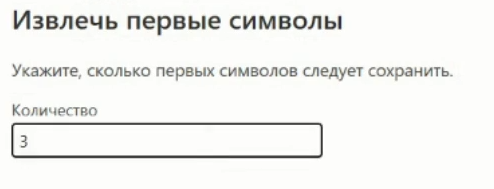 Извлечь первые символы
Укажите, сколько первых символов следует сохранить.
Количество
3